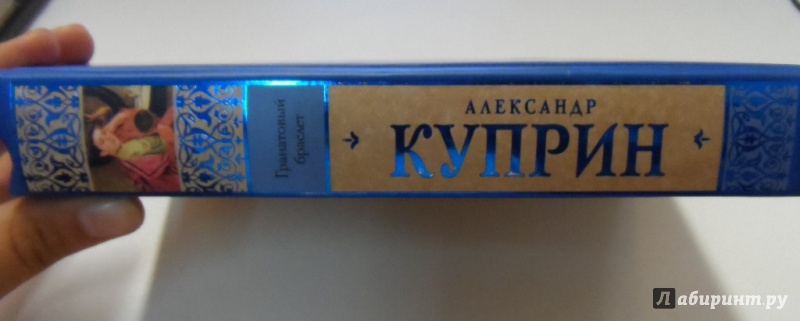 АЛЕКСАНДР
КУПРИН
Гранатовый
браслет
Лабиринт.ру